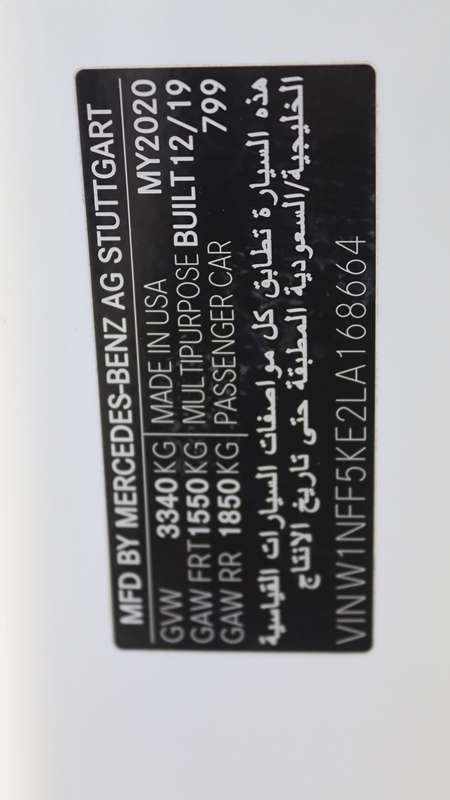 MFD BY MERCEDES-BENZ AG STUTTGART
GVW 3340 KG MADE IN USA MY2020
GAW FRT 1550 KG MULTIPURPOSE BUILT 12/19
GAW RR 1850 KG PASSENGER CAR 799
هذه السيارة تطابق كل مواصفات السيارات القياسية
الخليجية/السعودية المطبقة حتى تاريخ الانتاج
VIN W1NFF5KE2LA168664